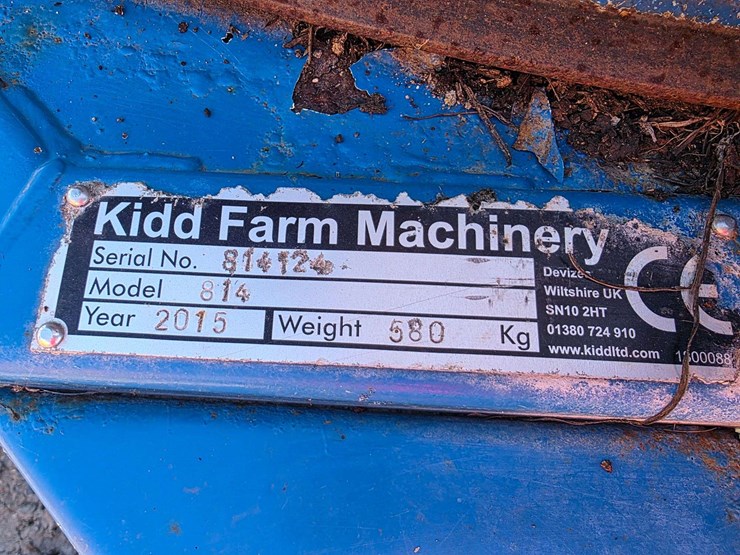 Kidd Farm Machinery
Serial No. 814124
Model 814
Year 2015 Weight 580 Kg
Wiltshire UK
SN10 2HT
01380 724 910
www.kiddltd.com
CE